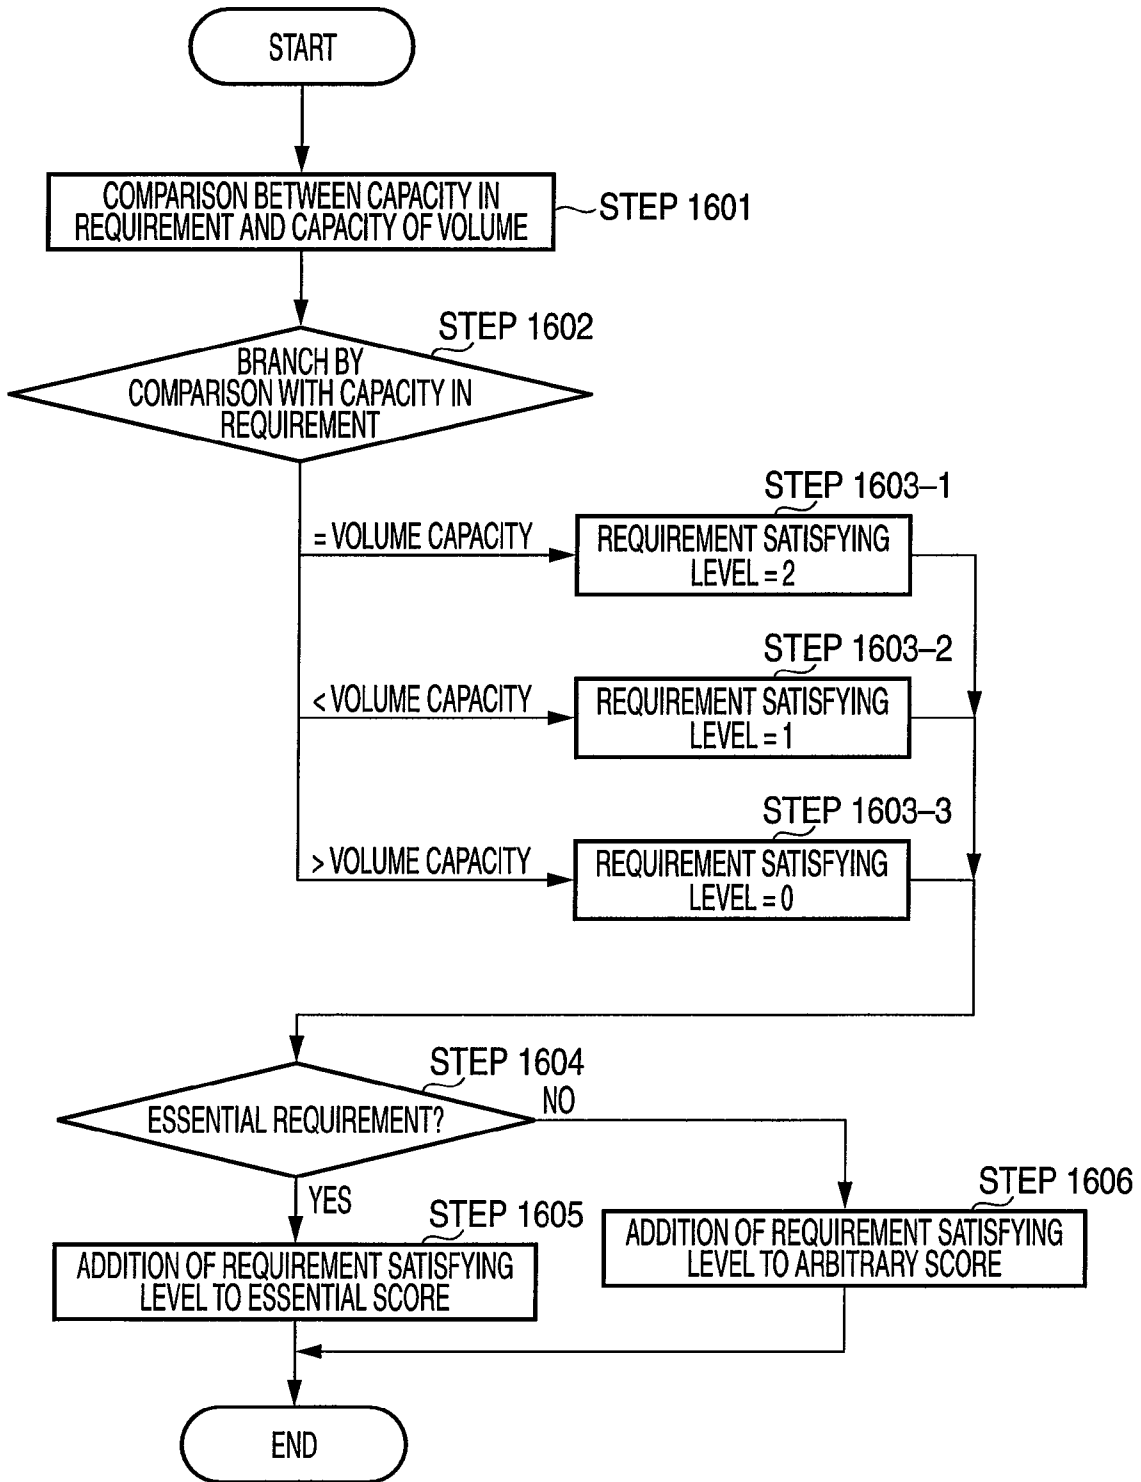 START
COMPARISON BETWEEN CAPACITY IN
REQUIREMENT AND CAPACITY OF VOLUME
STEP 1601
STEP 1602
BRANCH BY
COMPARISON WITH CAPACITY IN
REQUIREMENT
STEP 1603–1
= VOLUME CAPACITY
REQUIREMENT SATISFYING
LEVEL = 2
STEP 1603–2
< VOLUME CAPACITY
REQUIREMENT SATISFYING
LEVEL = 1
STEP 1603–3
> VOLUME CAPACITY
REQUIREMENT SATISFYING
LEVEL = 0
STEP 1604
ESSENTIAL REQUIREMENT?
NO
YES
STEP 1605
ADDITION OF REQUIREMENT SATISFYING
LEVEL TO ESSENTIAL SCORE
STEP 1606
ADDITION OF REQUIREMENT SATISFYING
LEVEL TO ARBITRARY SCORE
END